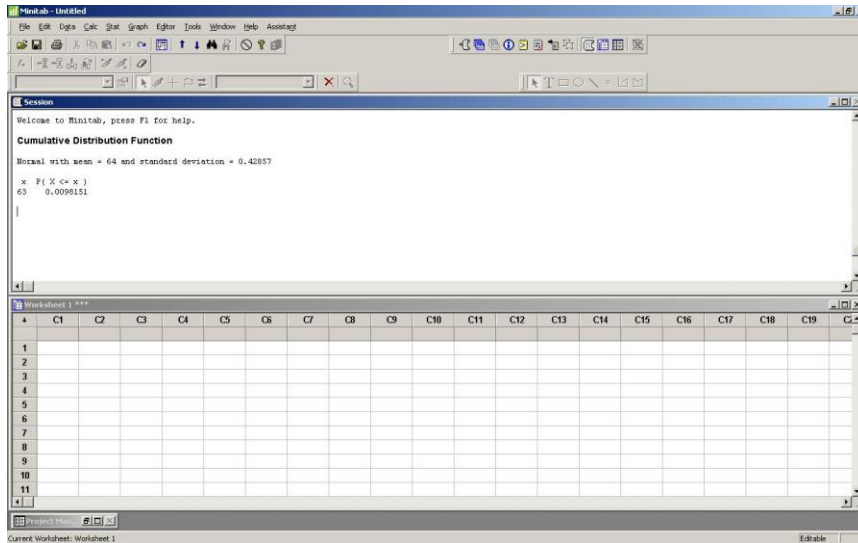 Minitab - Untitled
File Edit Data Calc Stat Graph Editor Tools Window Help Assistant
Session
Welcome to Minitab, press F1 for help.
Cumulative Distribution Function
Normal with mean = 64 and standard deviation = 0.42857
x P( X <= x )
63 0.0098151
Worksheet 1 ***
C1 C2 C3 C4 C5 C6 C7 C8 C9 C10 C11 C12 C13 C14 C15 C16 C17 C18 C19
1
2
3
4
5
6
7
8
9
10
11
Project Man...
Current Worksheet: Worksheet 1
Editable